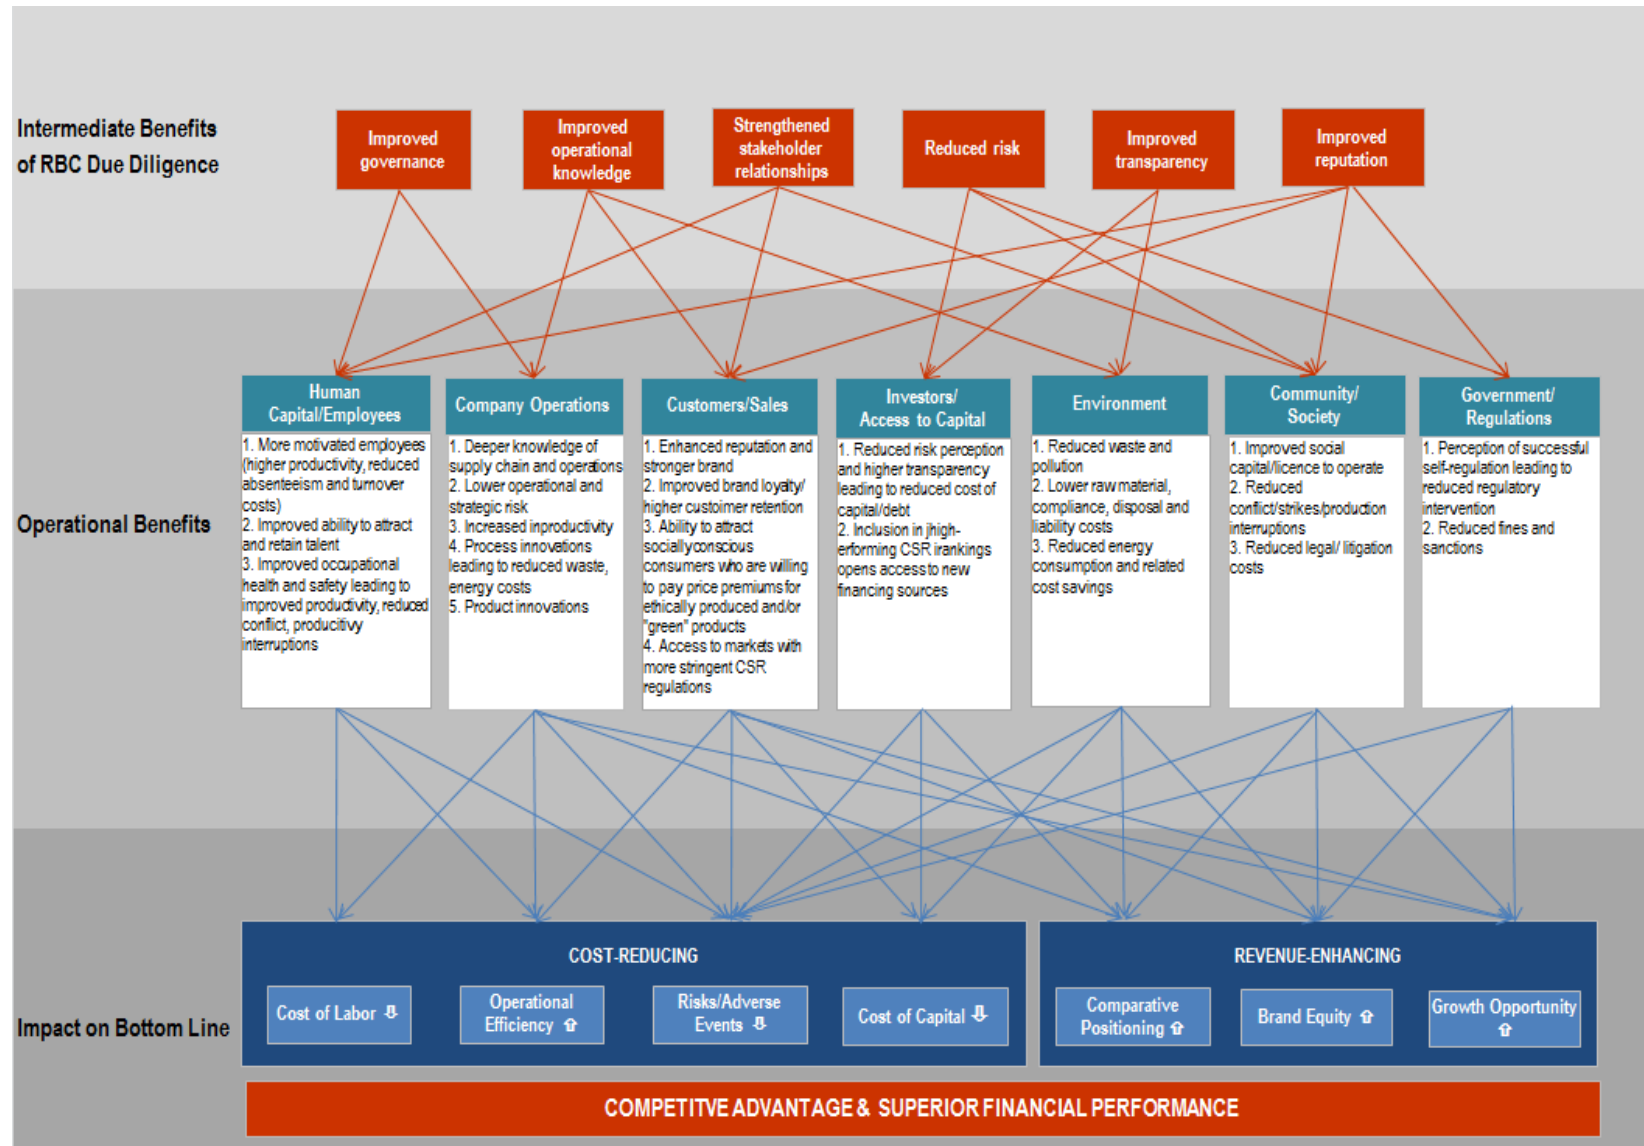 Intermediate Benefits
of RBC Due Diligence
Improved
governance
Improved
operational
knowledge
Strengthened
stakeholder
relationships
Reduced risk
Improved
transparency
Improved
reputation
Operational Benefits
Human
Capital/Employees
1. More motivated employees
(higher productivity, reduced
absenteeism and turnover
costs)
2. Improved ability to attract
and retain talent
3. Improved occupational
health and safety leading to
improved productivity, reduced
conflict, producitivy
interruptions
Company Operations
1. Deeper knowledge of
supply chain and operations
2. Lower operational and
strategic risk
3. Increased inproductivity
4. Process innovations
leading to reduced waste,
energy costs
5. Product innovations
Customers/Sales
1. Enhanced reputation and
stronger brand
2. Improved brand loyalty/
higher custoimer retention
3. Ability to attract
sociallyconscious
consumers who are willing
to pay price premiums for
ethically produced and/or
"green" products
4. Access to markets with
more stringent CSR
regulations
Investors/
Access to Capital
1. Reduced risk perception
and higher transparency
leading to reduced cost of
capital/debt
2. Inclusion in jhigh-
erforming CSR irankings
opens access to new
financing sources
Environment
1. Reduced waste and
pollution
2. Lower raw material,
compliance, disposal and
liability costs
3. Reduced energy
consumption and related
cost savings
Community/
Society
1. Improved social
capital/licence to operate
2. Reduced
conflict/strikes/production
interruptions
3. Reduced legal/ litigation
costs
Government/
Regulations
1. Perception of successful
self-regulation leading to
reduced regulatory
intervention
2. Reduced fines and
sanctions
Impact on Bottom Line
COST-REDUCING
Cost of Labor ⇩
Operational
Efficiency ⇧
Risks/Adverse
Events ⇩
Cost of Capital ⇩
REVENUE-ENHANCING
Comparative
Positioning ⇧
Brand Equity ⇧
Growth Opportunity
⇧
COMPETITVE ADVANTAGE & SUPERIOR FINANCIAL PERFORMANCE